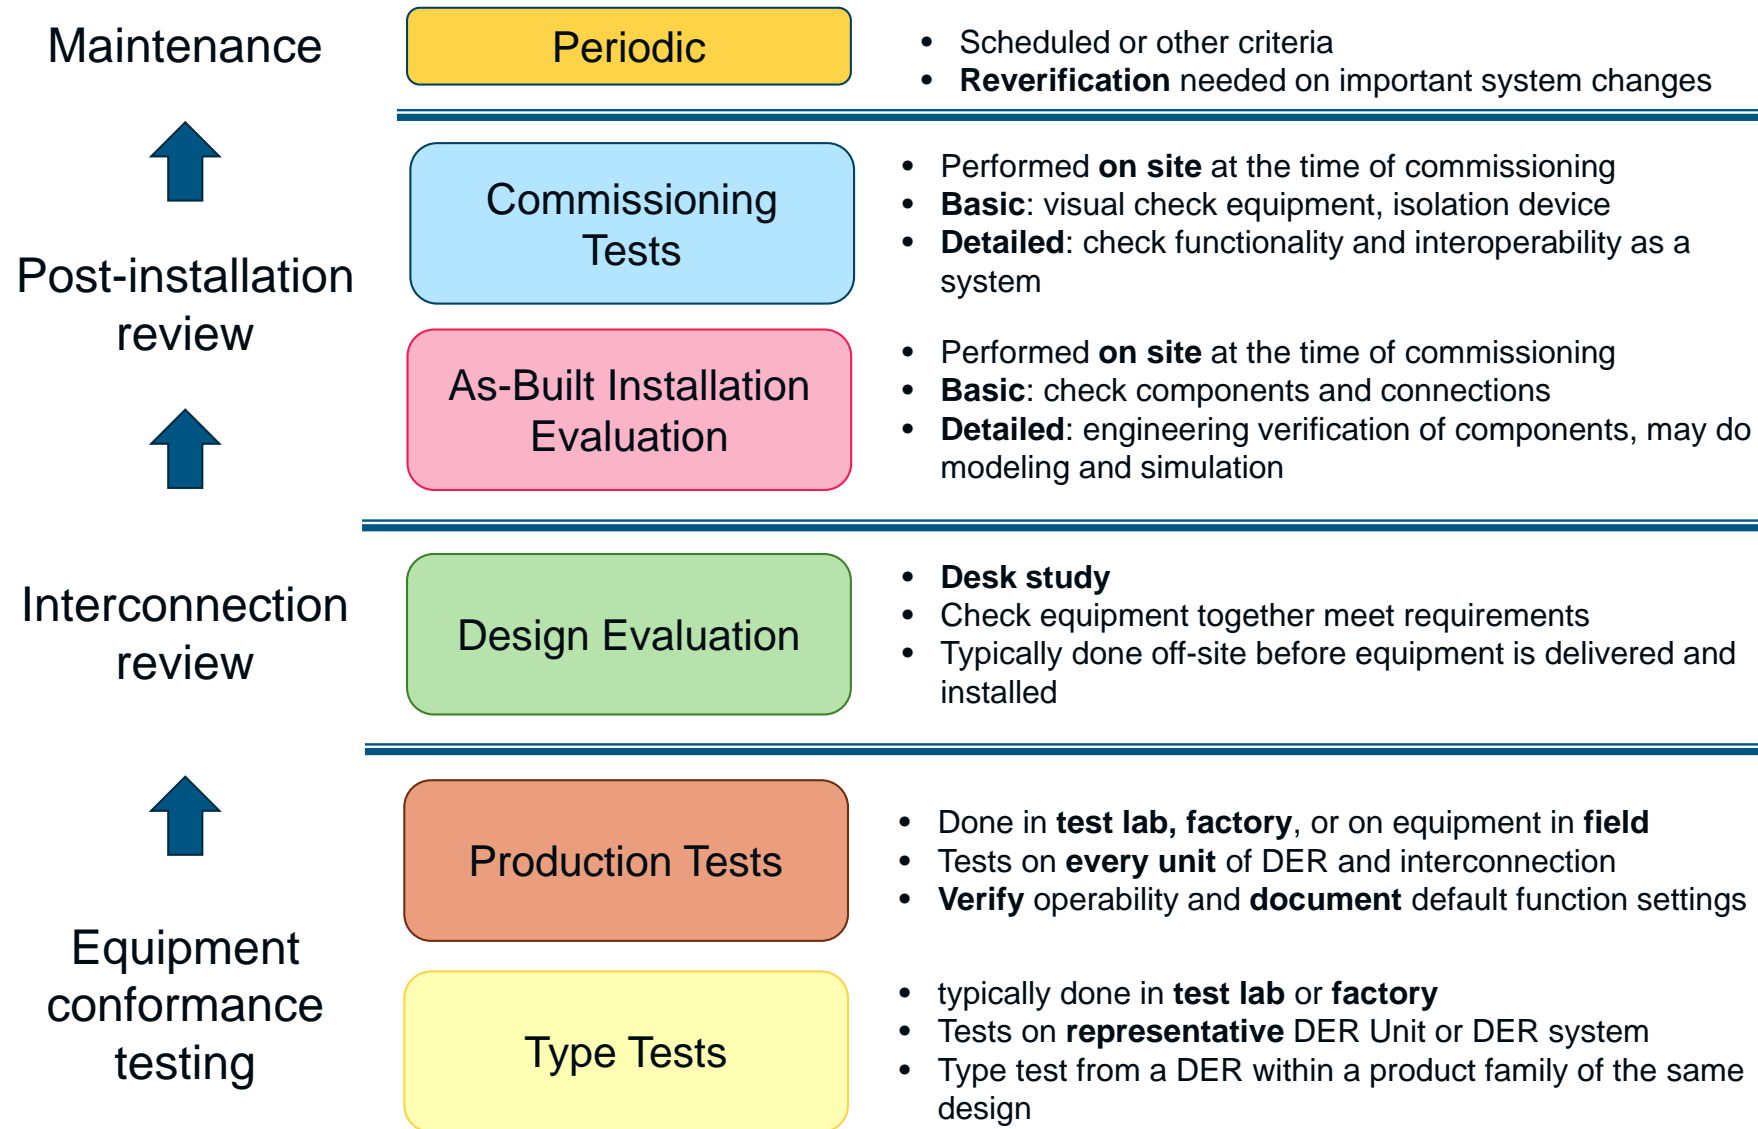 Maintenance
Periodic
• Scheduled or other criteria
• Reverification needed on important system changes
Post-installation
review
Commissioning
Tests
• Performed on site at the time of commissioning
• Basic: visual check equipment, isolation device
• Detailed: check functionality and interoperability as a
system
As-Built Installation
Evaluation
• Performed on site at the time of commissioning
• Basic: check components and connections
• Detailed: engineering verification of components, may do
modeling and simulation
Interconnection
review
Design Evaluation
• Desk study
• Check equipment together meet requirements
• Typically done off-site before equipment is delivered and
installed
Equipment
conformance
testing
Production Tests
• Done in test lab, factory, or on equipment in field
• Tests on every unit of DER and interconnection
• Verify operability and document default function settings
Type Tests
• typically done in test lab or factory
• Tests on representative DER Unit or DER system
• Type test from a DER within a product family of the same
design